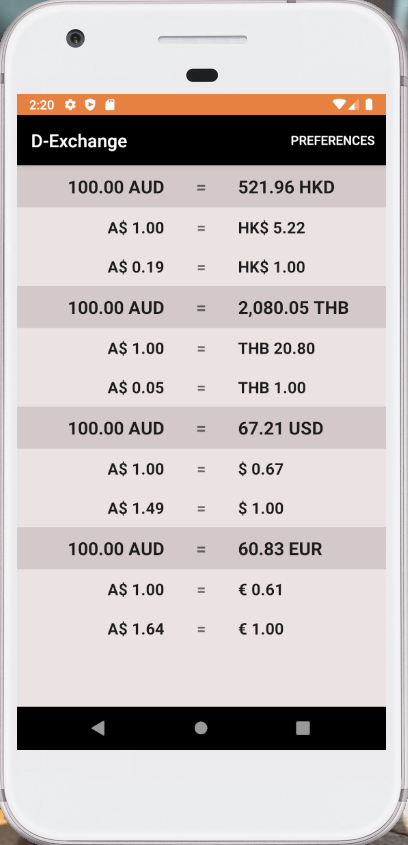 2:20
D-Exchange PREFERENCES
100.00 AUD = 521.96 HKD
A$ 1.00 = HK$ 5.22
A$ 0.19 = HK$ 1.00
100.00 AUD = 2,080.05 THB
A$ 1.00 = THB 20.80
A$ 0.05 = THB 1.00
100.00 AUD = 67.21 USD
A$ 1.00 = $ 0.67
A$ 1.49 = $ 1.00
100.00 AUD = 60.83 EUR
A$ 1.00 = € 0.61
A$ 1.64 = € 1.00